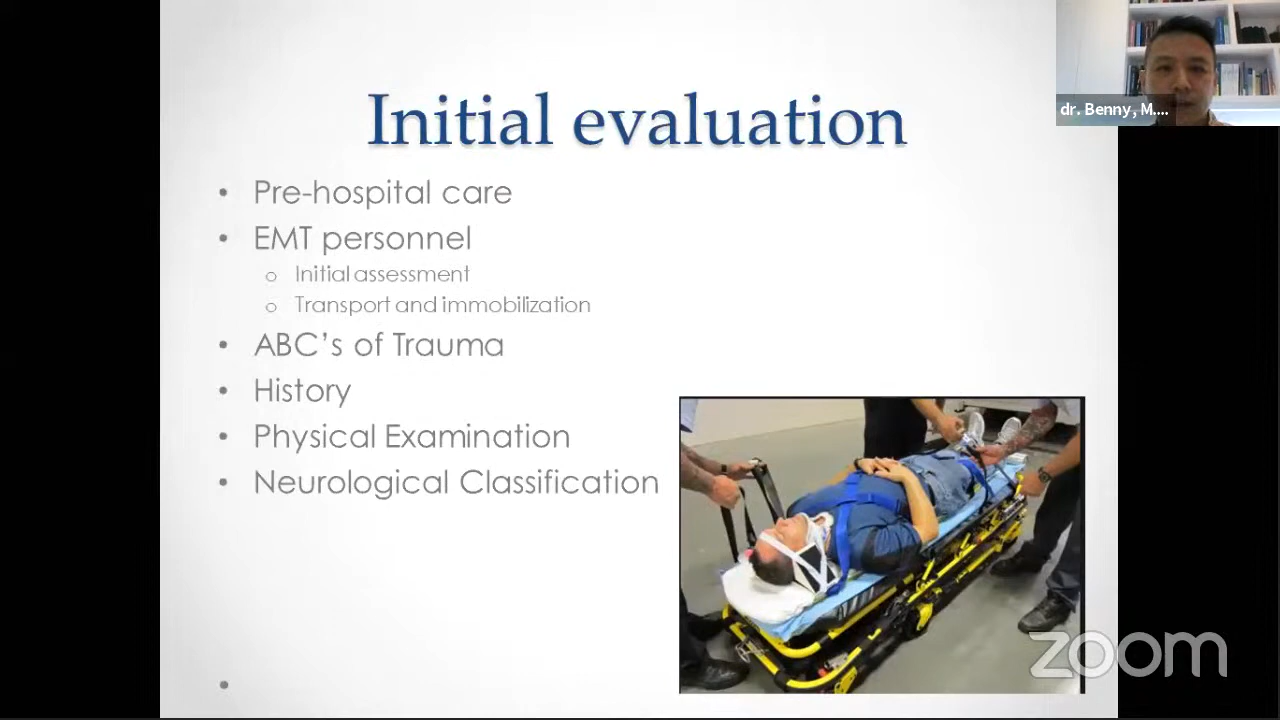 Initial evaluation
dr. Benny, M....
• Pre-hospital care
• EMT personnel
o Initial assessment
o Transport and immobilization
• ABC's of Trauma
• History
• Physical Examination
• Neurological Classification
•
zoom